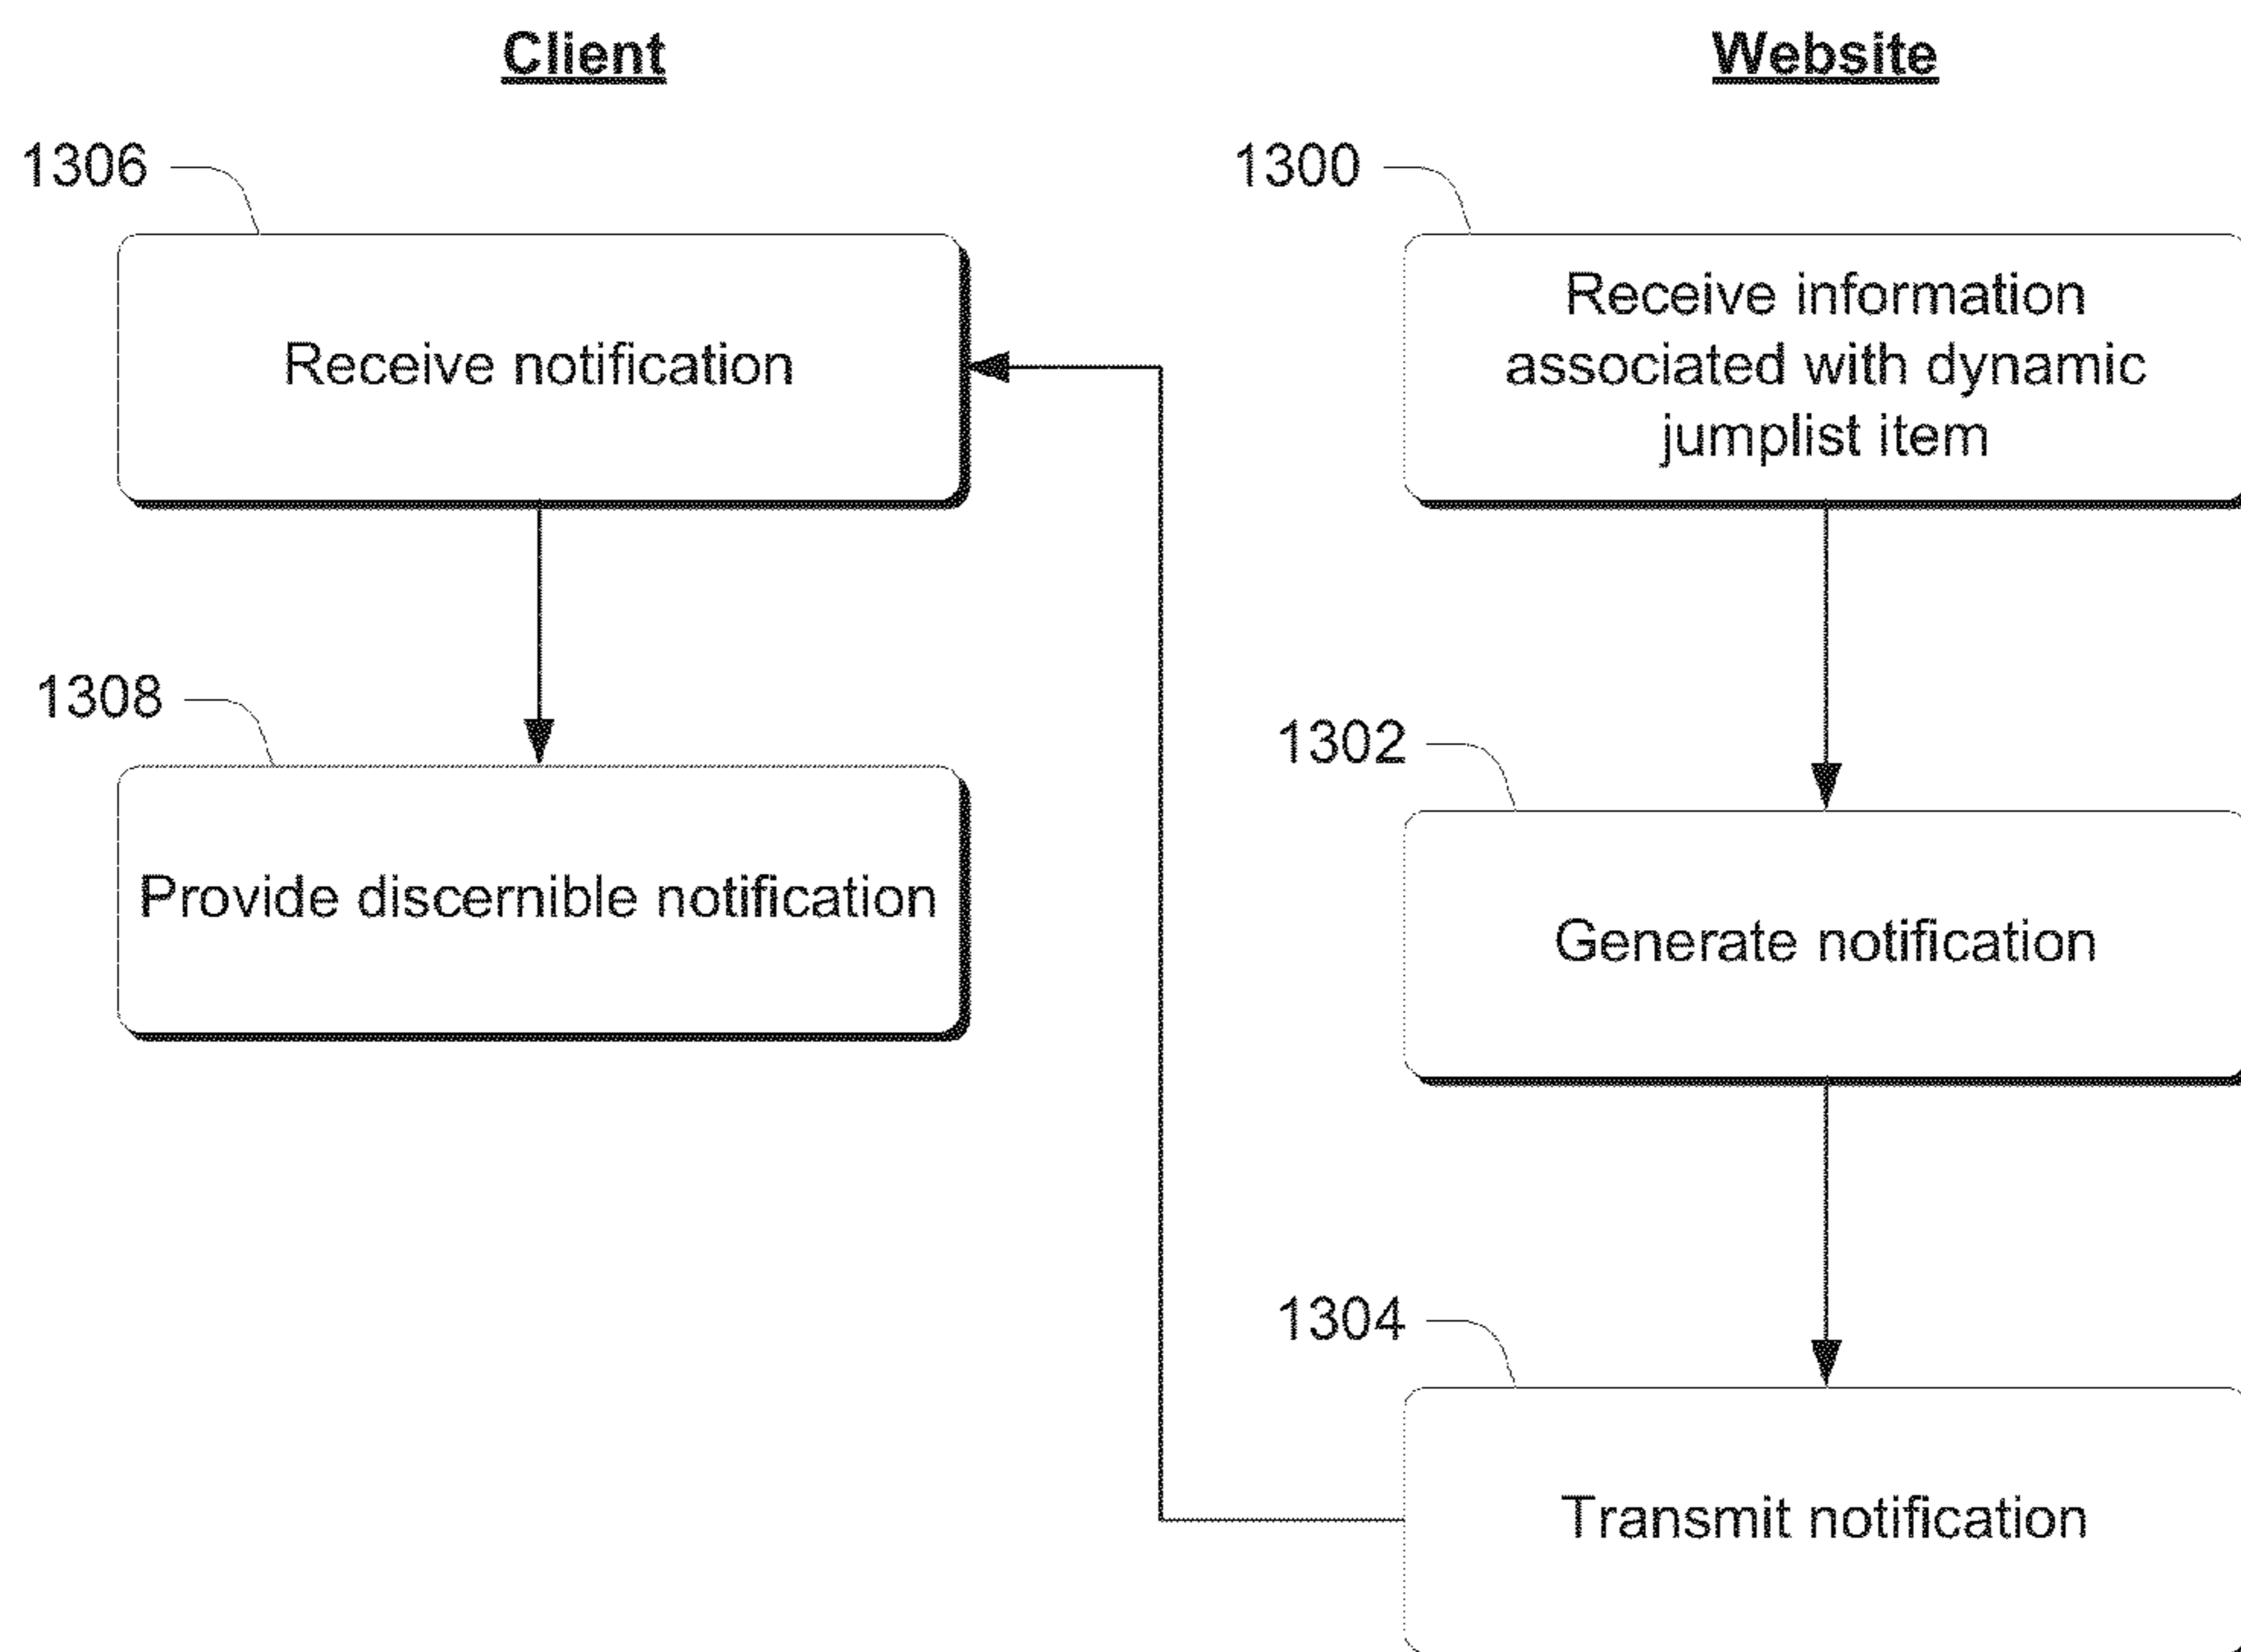 Client
Website
1306
1300
Receive notification
Receive information
associated with dynamic
jumplist item
1308
1302
Provide discernible notification
Generate notification
1304
Transmit notification